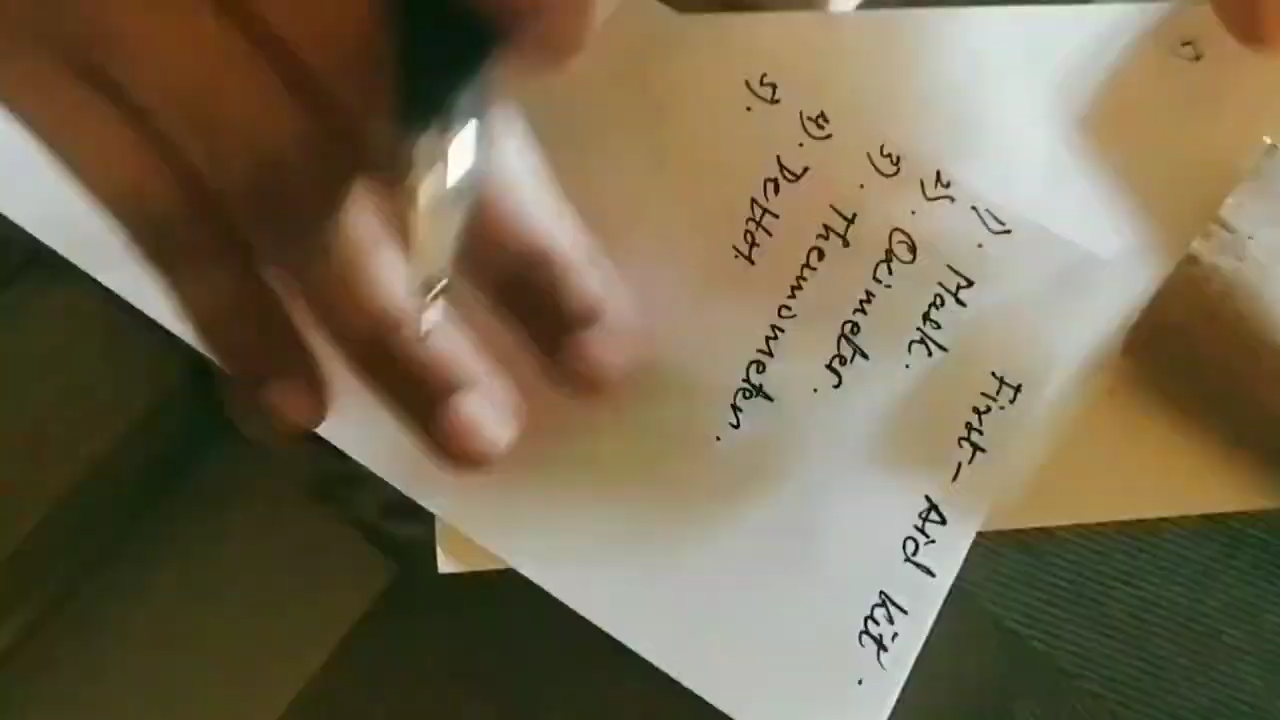 First-Aid kit.
1). Mask.
2). Oximeter.
3). Thermometer.
4). Dettol
5).